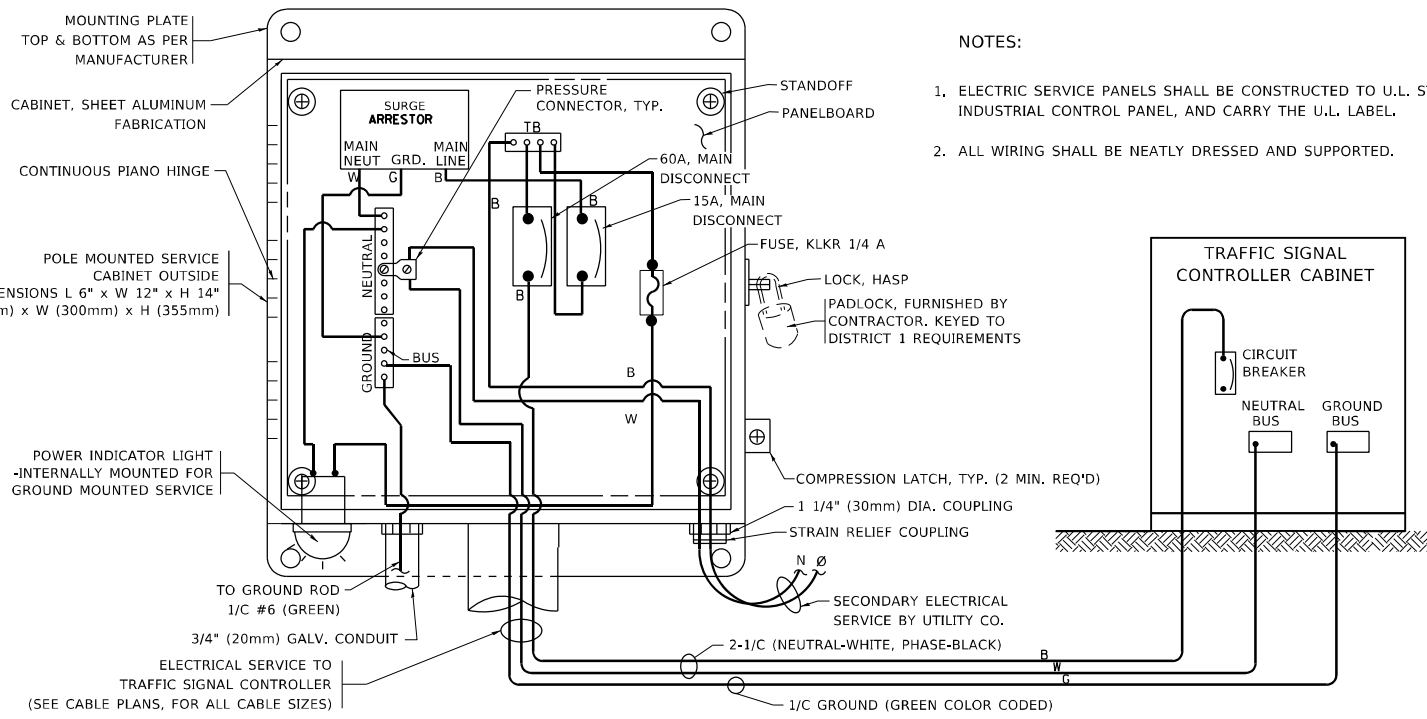 MOUNTING PLATE
TOP & BOTTOM AS PER
MANUFACTURER
CABINET, SHEET ALUMINUM
FABRICATION
CONTINUOUS PIANO HINGE
POLE MOUNTED SERVICE
CABINET OUTSIDE
L 6" x W 12" x H 14"
x W (300mm) x H (355mm)
POWER INDICATOR LIGHT
-INTERNALLY MOUNTED FOR
GROUND MOUNTED SERVICE
SURGE
ARRESTOR
MAIN
NEUT
GRD.
MAIN
LINE
W
G
B
PRESSURE
CONNECTOR, TYP.
TB
STANDOFF
PANELBOARD
60A, MAIN
DISCONNECT
15A, MAIN
DISCONNECT
B
B
B
NEUTRAL
GROUND
BUS
FUSE, KLKR 1/4 A
LOCK, HASP
PADLOCK, FURNISHED BY
CONTRACTOR. KEYED TO
DISTRICT 1 REQUIREMENTS
B
W
COMPRESSION LATCH, TYP. (2 MIN. REQ'D)
1 1/4" (30mm) DIA. COUPLING
STRAIN RELIEF COUPLING
N Ø
SECONDARY ELECTRICAL
SERVICE BY UTILITY CO.
TO GROUND ROD
1/C #6 (GREEN)
3/4" (20mm) GALV. CONDUIT
ELECTRICAL SERVICE TO
TRAFFIC SIGNAL CONTROLLER
(SEE CABLE PLANS, FOR ALL CABLE SIZES)
2-1/C (NEUTRAL-WHITE, PHASE-BLACK)
B
W
G
1/C GROUND (GREEN COLOR CODED)
NOTES:
1. ELECTRIC SERVICE PANELS SHALL BE CONSTRUCTED TO U.L.
INDUSTRIAL CONTROL PANEL, AND CARRY THE U.L. LABEL.
2. ALL WIRING SHALL BE NEATLY DRESSED AND SUPPORTED.
TRAFFIC SIGNAL
CONTROLLER CABINET
CIRCUIT
BREAKER
NEUTRAL
BUS
GROUND
BUS